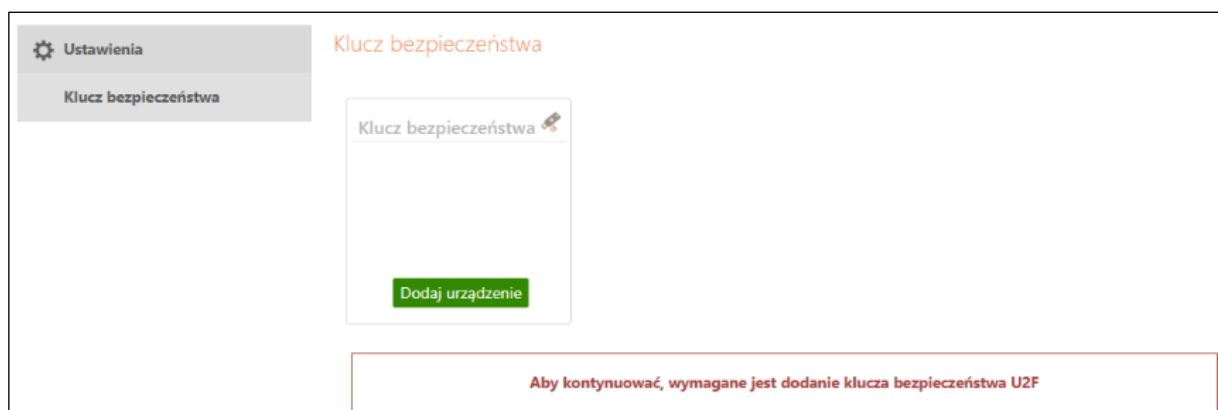 Ustawienia
Klucz bezpieczeństwa
Klucz bezpieczeństwa
Klucz bezpieczeństwa
Dodaj urządzenie
Aby kontynuować, wymagane jest dodanie klucza bezpieczeństwa U2F